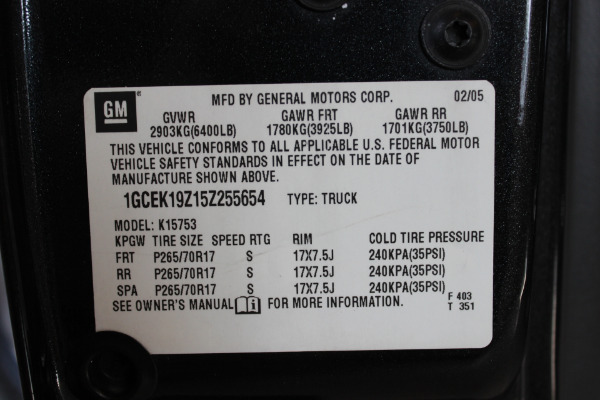 GM ® MFD BY GENERAL MOTORS CORP. 02/05
GVWR GAWR FRT GAWR RR
2903KG(6400LB) 1780KG(3925LB) 1701KG(3750LB)
THIS VEHICLE CONFORMS TO ALL APPLICABLE U.S. FEDERAL MOTOR
VEHICLE SAFETY STANDARDS IN EFFECT ON THE DATE OF
MANUFACTURE SHOWN ABOVE.
1GCEK19Z15Z255654 TYPE: TRUCK
MODEL: K15753
KPGW TIRE SIZE SPEED RTG RIM COLD TIRE PRESSURE
FRT P265/70R17 S 17X7.5J 240KPA(35PSI)
RR P265/70R17 S 17X7.5J 240KPA(35PSI)
SPA P265/70R17 S 17X7.5J 240KPA(35PSI)
SEE OWNER'S MANUAL FOR MORE INFORMATION.
F 403
T 351